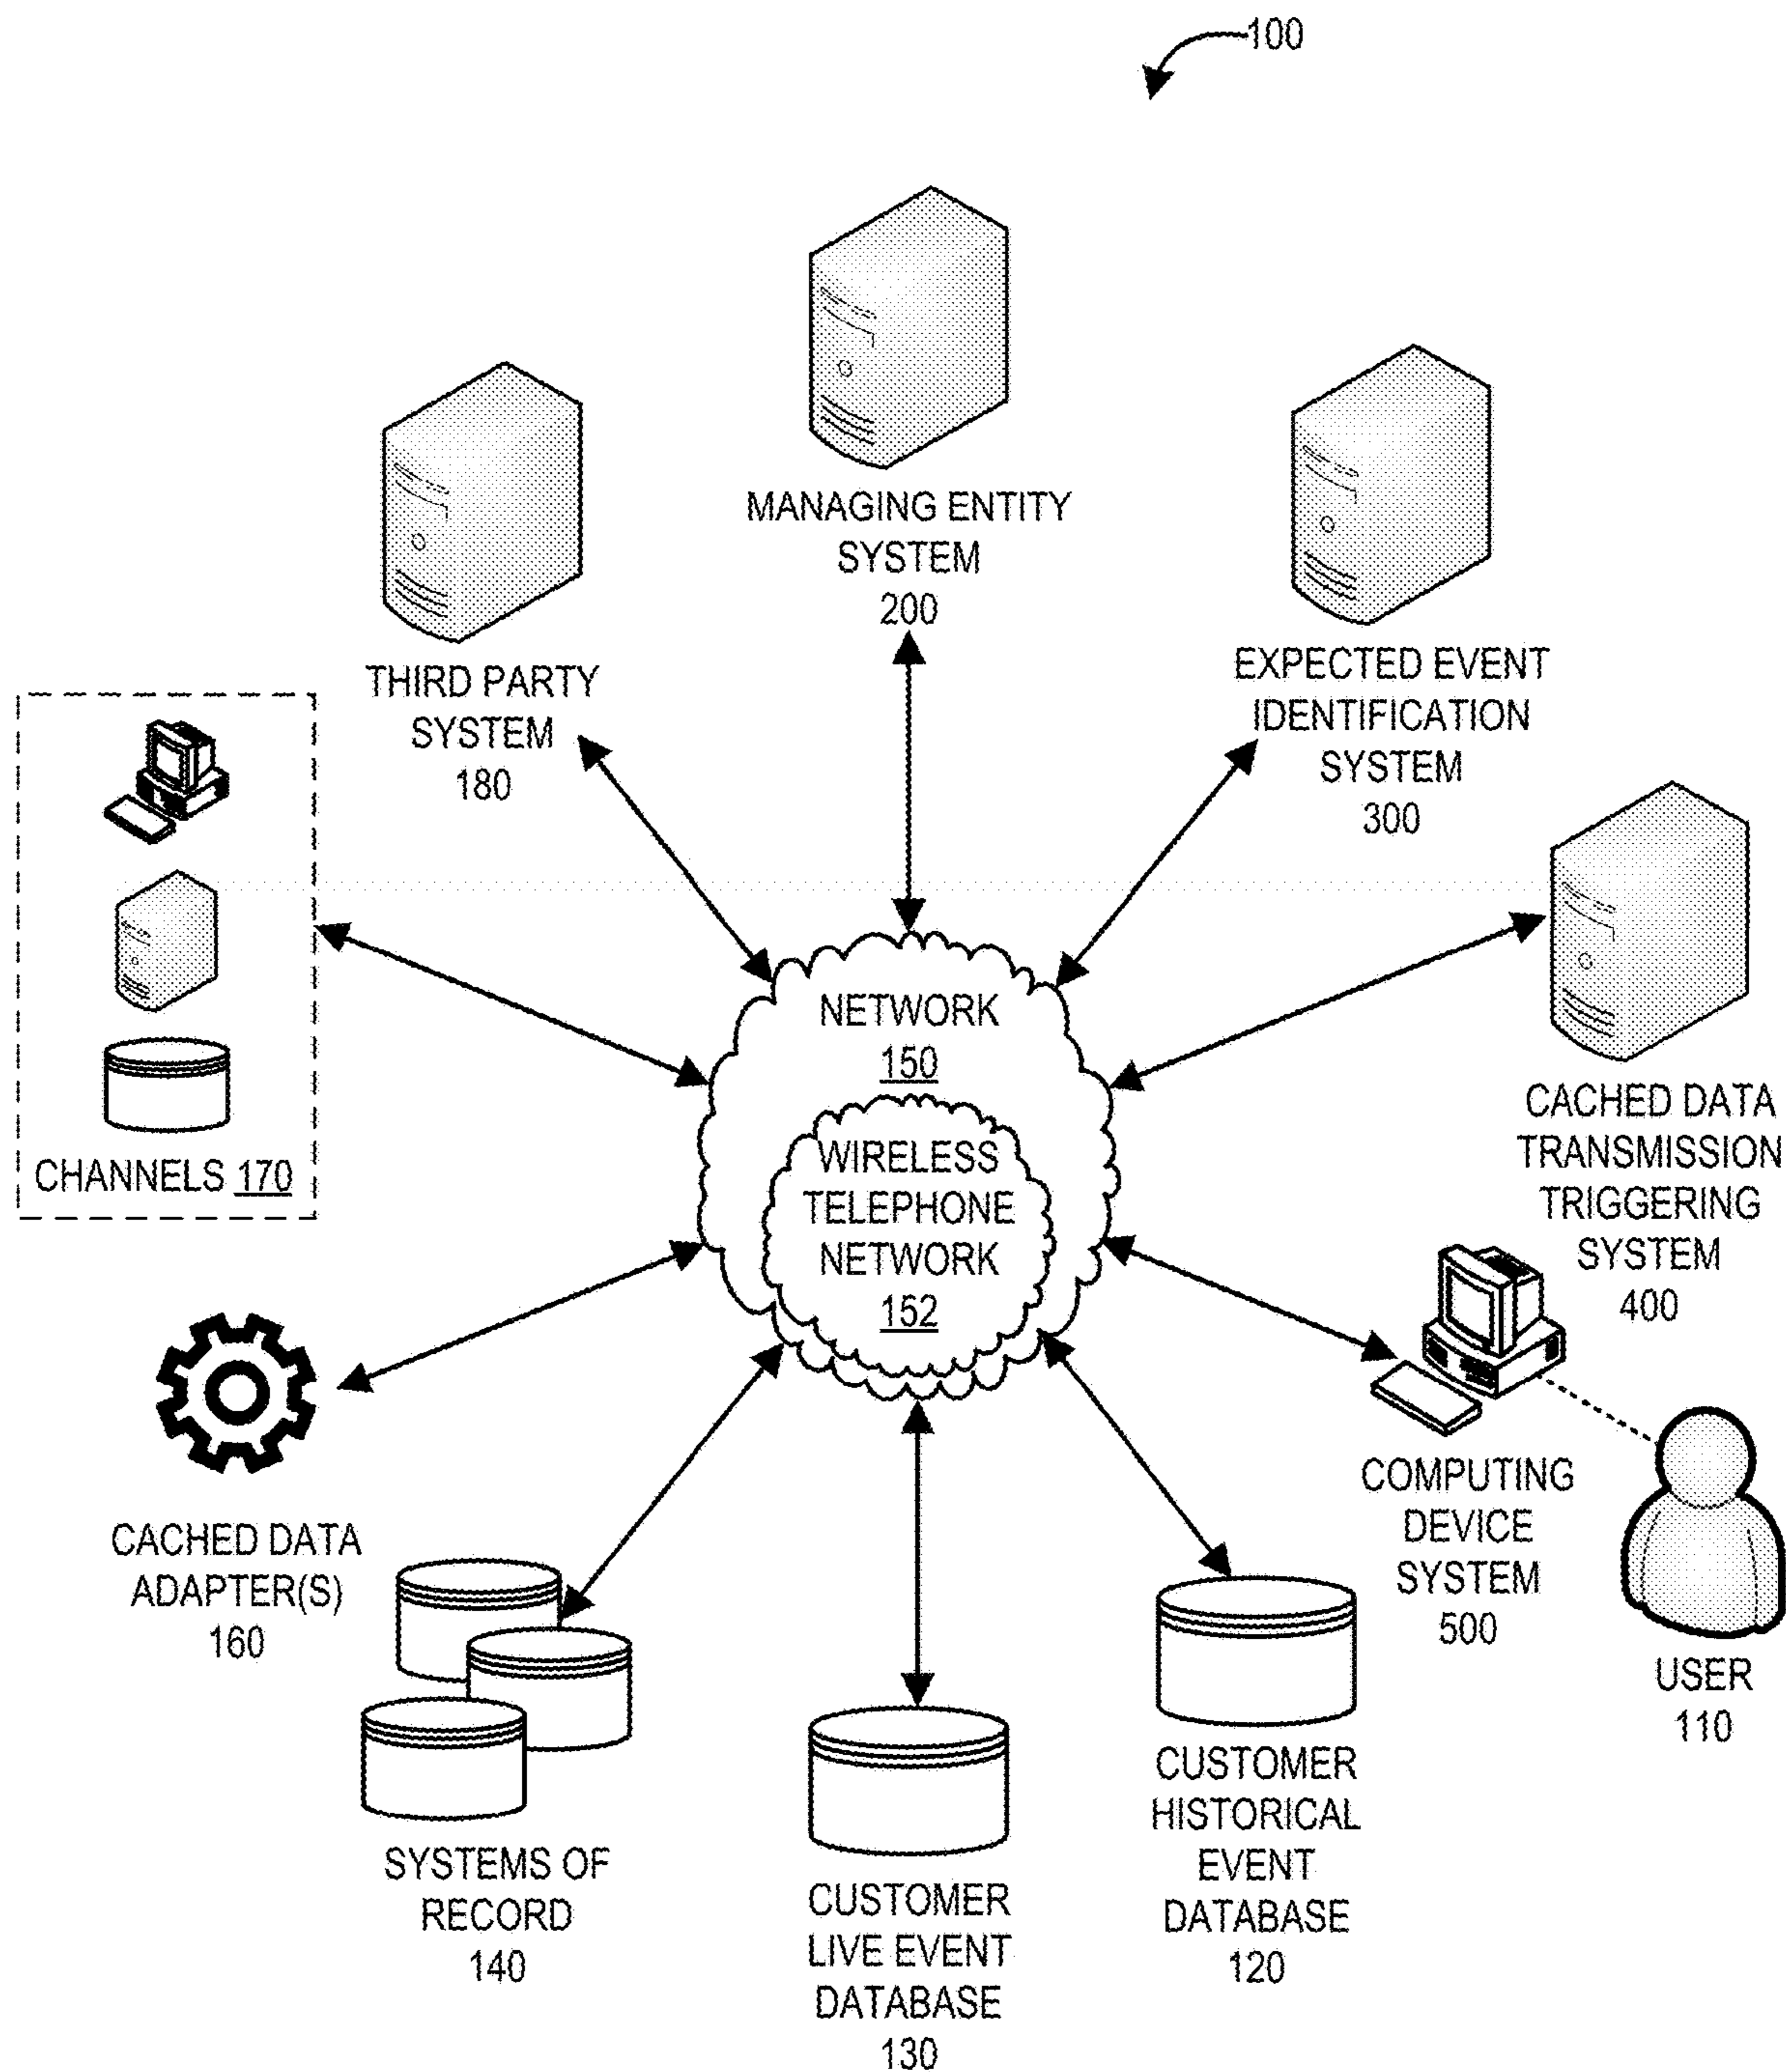 100
MANAGING ENTITY
SYSTEM
200
THIRD PARTY
SYSTEM
180
EXPECTED EVENT
IDENTIFICATION
SYSTEM
300
CHANNELS 170
NETWORK
150
WIRELESS
TELEPHONE
NETWORK
152
CACHED DATA
TRANSMISSION
TRIGGERING
SYSTEM
400
COMPUTING
DEVICE
SYSTEM
500
USER
110
CACHED DATA
ADAPTER(S)
160
SYSTEMS OF
RECORD
140
CUSTOMER
LIVE EVENT
DATABASE
130
CUSTOMER
HISTORICAL
EVENT
DATABASE
120